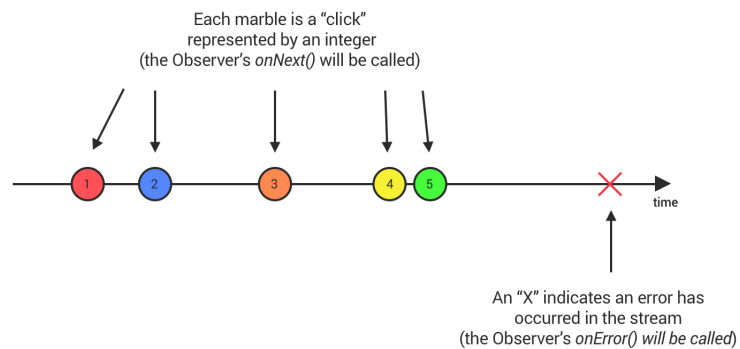 Each marble is a “click”
represented by an integer
(the Observer’s onNext() will be called)
1
2
3
4
5
time
An “X” indicates an error has
occurred in the stream
(the Observer’s onError() will be called)